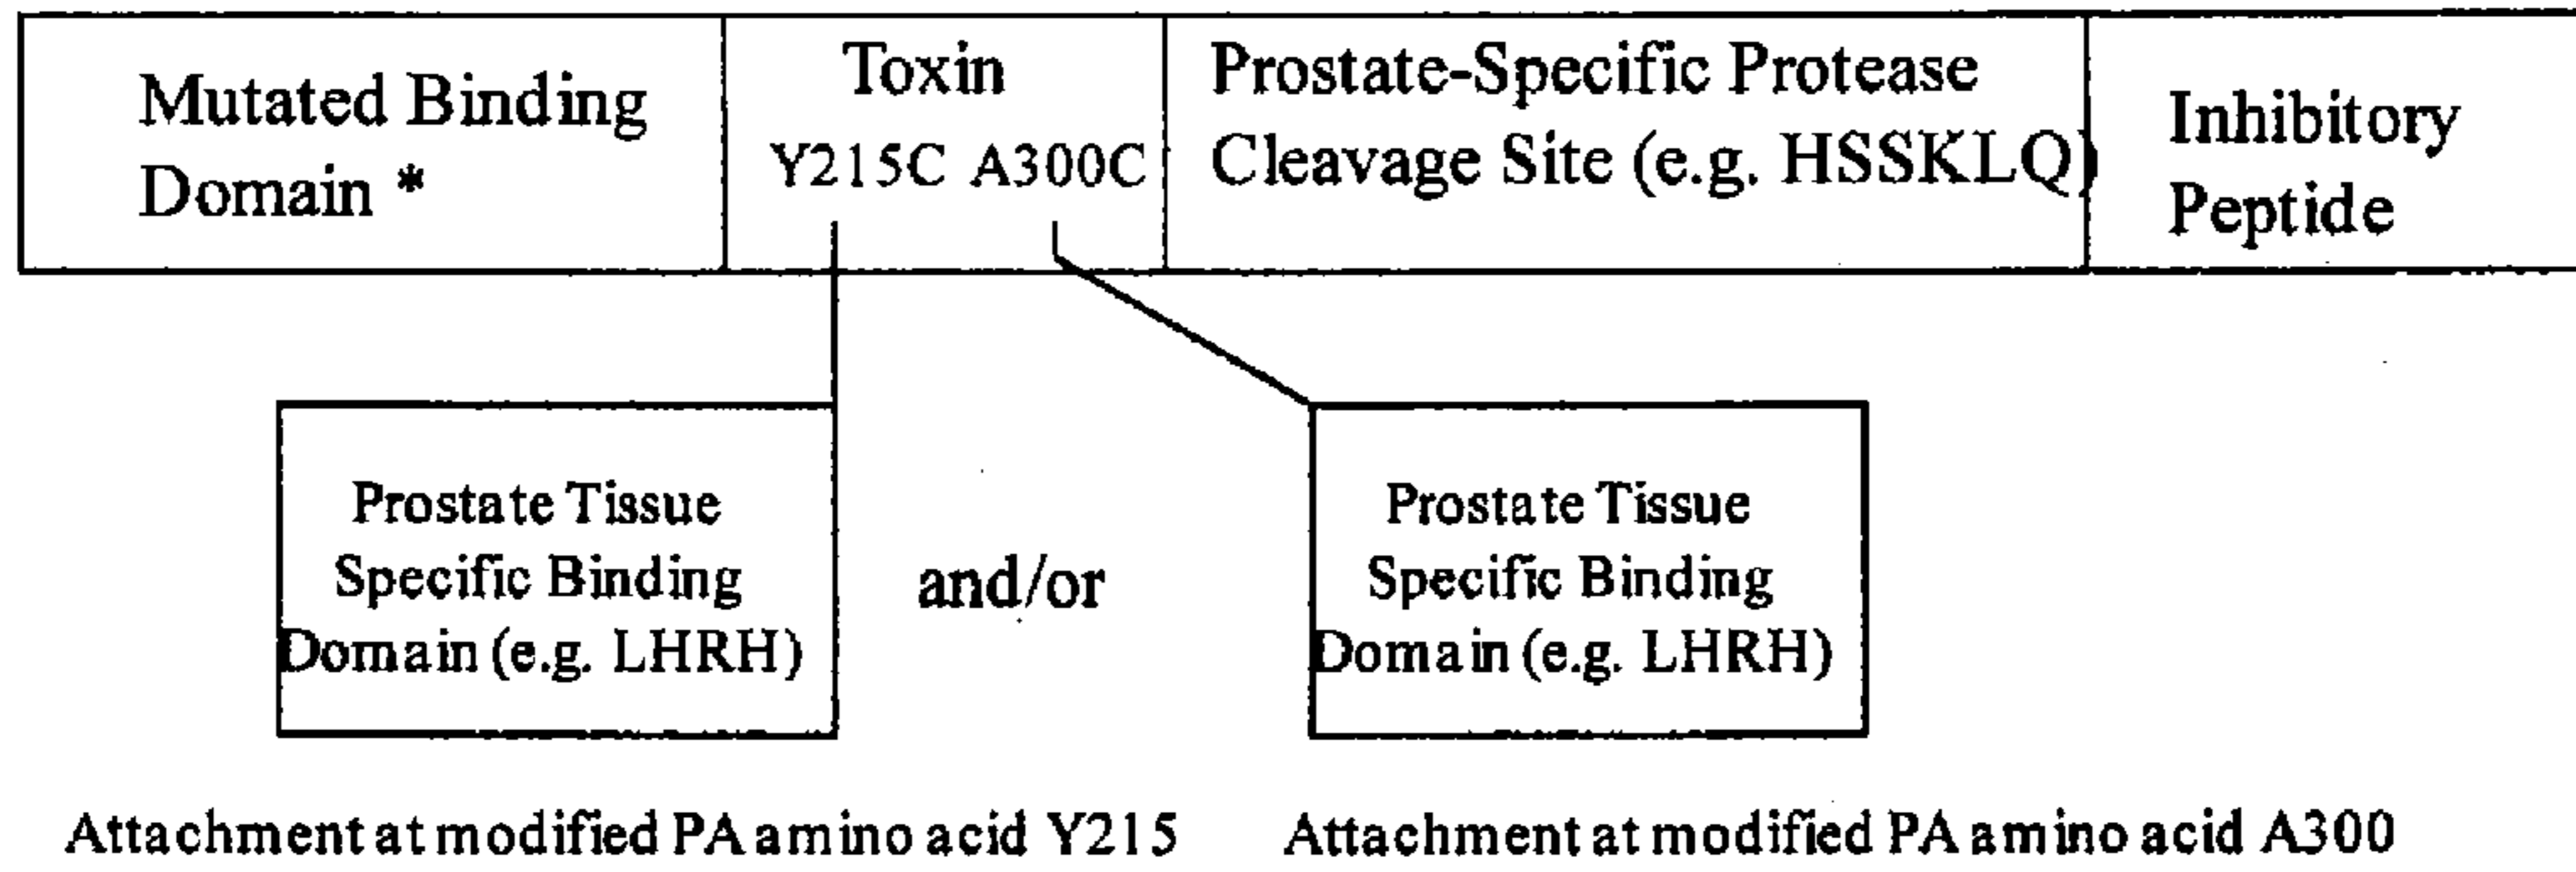 Mutated Binding
Domain *
Toxin
Y215C A300C
Prostate-Specific Protease
Cleavage Site (e.g. HSSKLQ)
Inhibitory
Peptide
Prostate Tissue
Specific Binding
Domain (e.g. LHRH)
and/or
Prostate Tissue
Specific Binding
Domain (e.g. LHRH)
Attachment at modified PA amino acid Y215
Attachment at modified PA amino acid A300